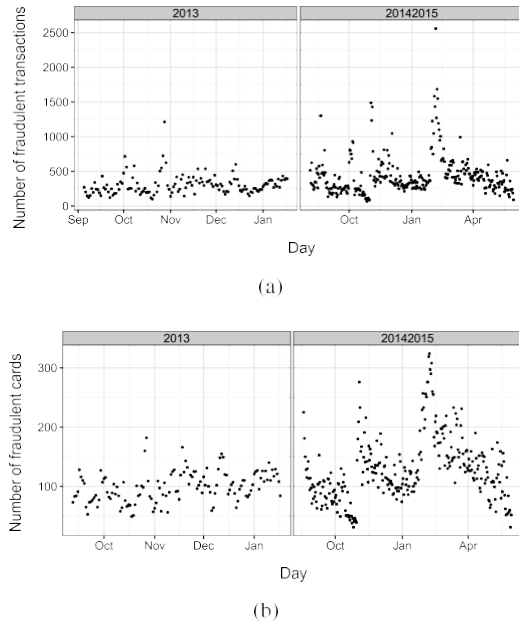 2013 20142015
2500
2000
1500
1000
500
0
Number of fraudulent transactions
Sep Oct Nov Dec Jan Oct Jan Apr
Day
(a)
2013 20142015
300
200
100
Number of fraudulent cards
Oct Nov Dec Jan Oct Jan Apr
Day
(b)